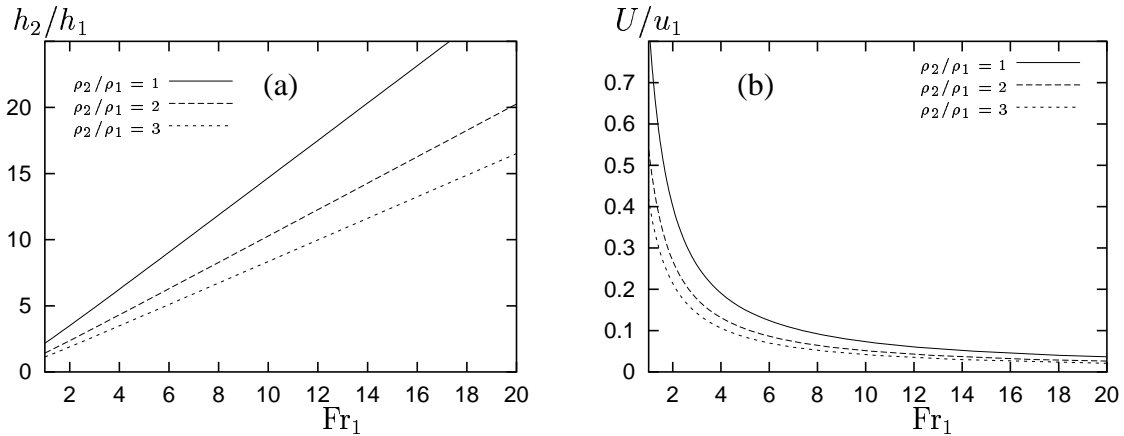 h₂/h₁
20
15
10
5
0
ρ₂/ρ₁ = 1
ρ₂/ρ₁ = 2
ρ₂/ρ₁ = 3
(a)
2 4 6 8 10 12 14 16 18 20
Fr₁
U/u₁
0.7
0.6
0.5
0.4
0.3
0.2
0.1
0
(b)
ρ₂/ρ₁ = 1
ρ₂/ρ₁ = 2
ρ₂/ρ₁ = 3
2 4 6 8 10 12 14 16 18 20
Fr₁